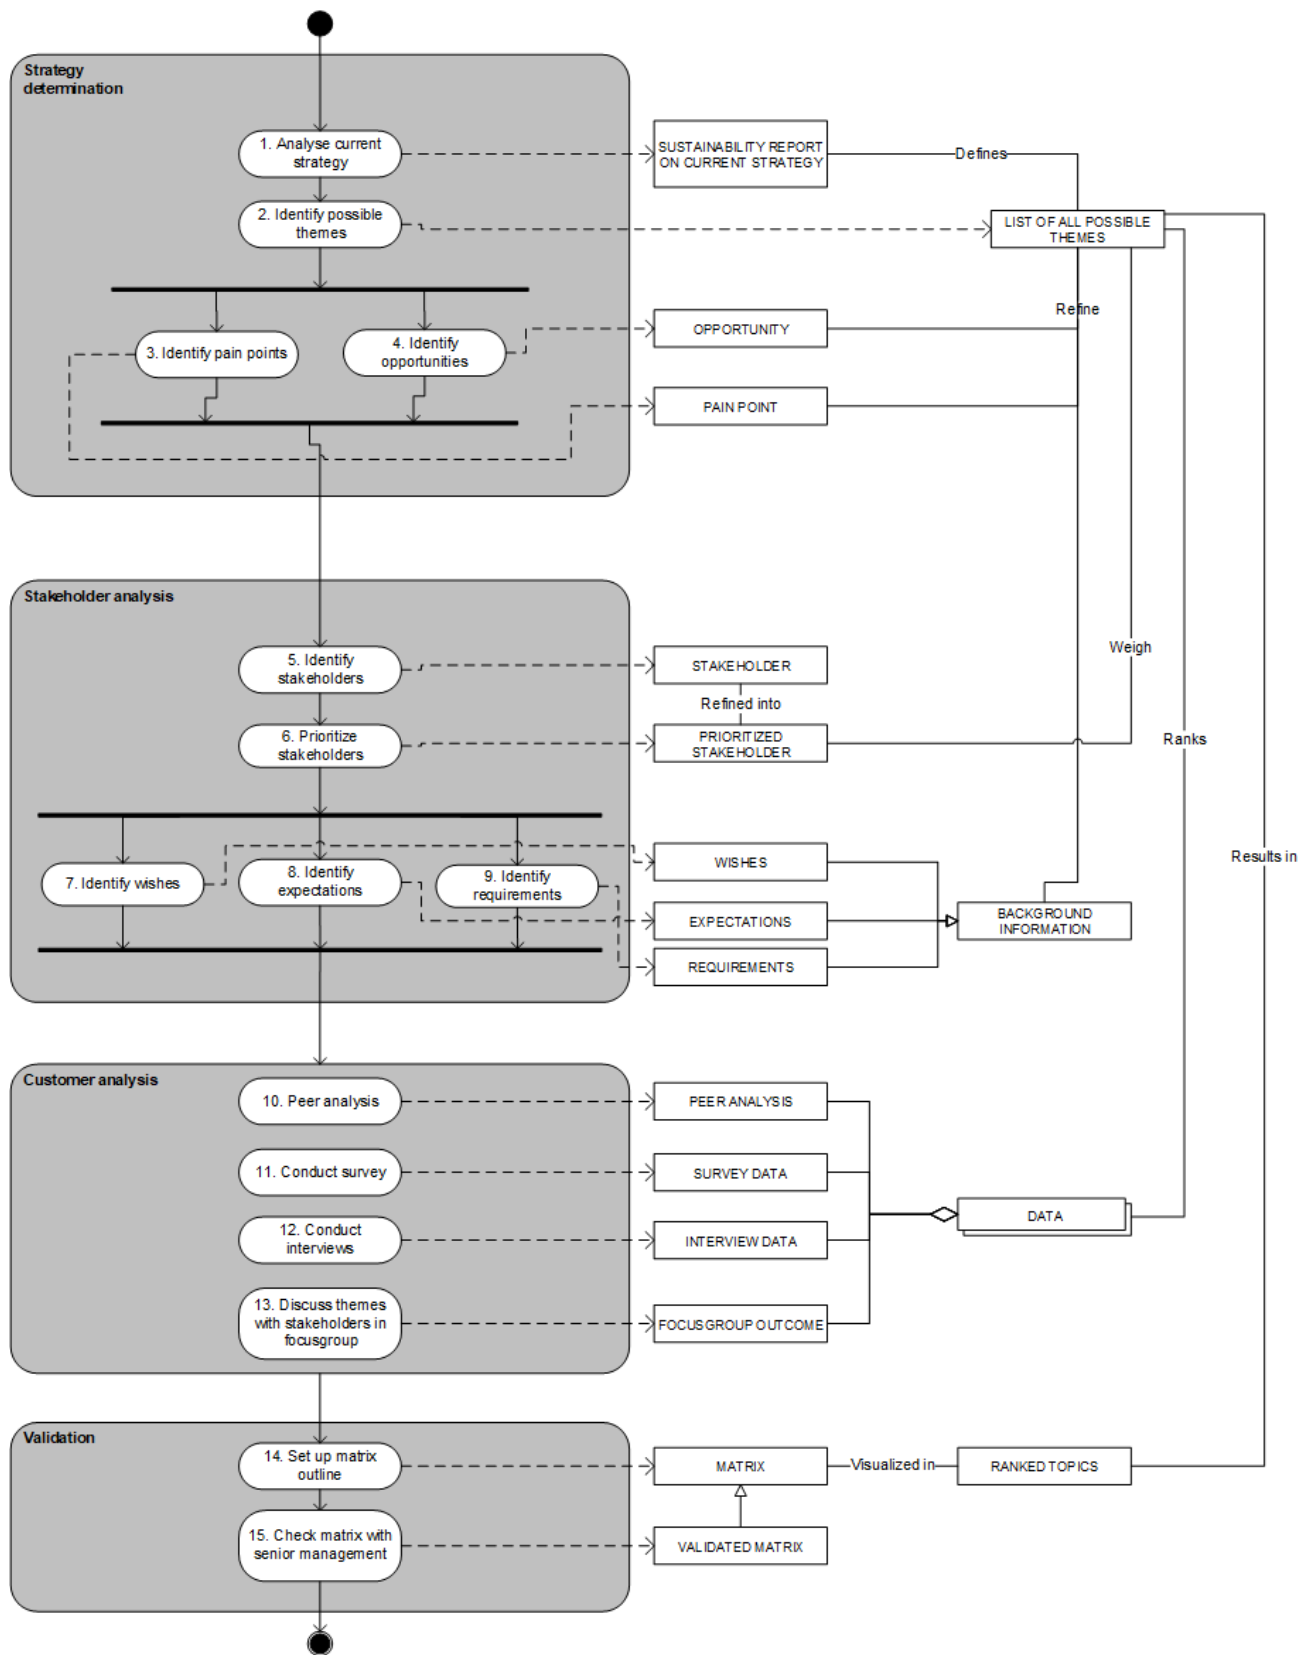 Strategy
determination
1. Analyse current
strategy
SUSTAINABILITY REPORT
ON CURRENT STRATEGY
Defines
2. Identify possible
themes
LIST OF ALL POSSIBLE
THEMES
Refine
3. Identify pain points
4. Identify
opportunities
OPPORTUNITY
PAIN POINT
Stakeholder analysis
5. Identify
stakeholders
STAKEHOLDER
Weigh
Refined into
6. Prioritize
stakeholders
PRIORITIZED
STAKEHOLDER
Ranks
7. Identify wishes
8. Identify
expectations
9. Identify
requirements
WISHES
Results in
EXPECTATIONS
REQUIREMENTS
BACKGROUND
INFORMATION
Customer analysis
10. Peer analysis
PEER ANALYSIS
11. Conduct survey
SURVEY DATA
DATA
12. Conduct
interviews
INTERVIEW DATA
13. Discuss themes
with stakeholders in
focusgroup
FOCUSGROUP OUTCOME
Validation
14. Set up matrix
outline
MATRIX
Visualized in
RANKED TOPICS
15. Check matrix with
senior management
VALIDATED MATRIX